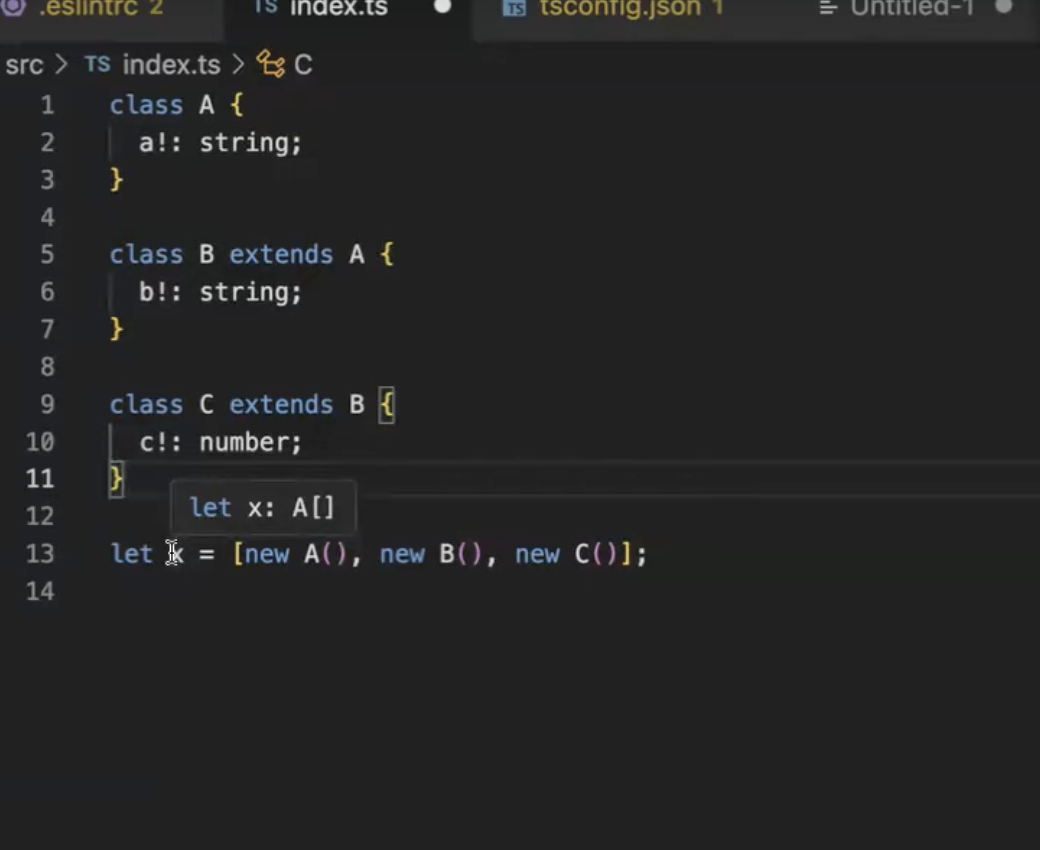 .eslintrc 2 TS index.ts TS tsconfig.json 1 Untitled-1
src > TS index.ts > C
1 class A {
2 a!: string;
3 }
4
5 class B extends A {
6 b!: string;
7 }
8
9 class C extends B {
10 c!: number;
11 }
let x: A[]
12
13 let x = [new A(), new B(), new C()];
14